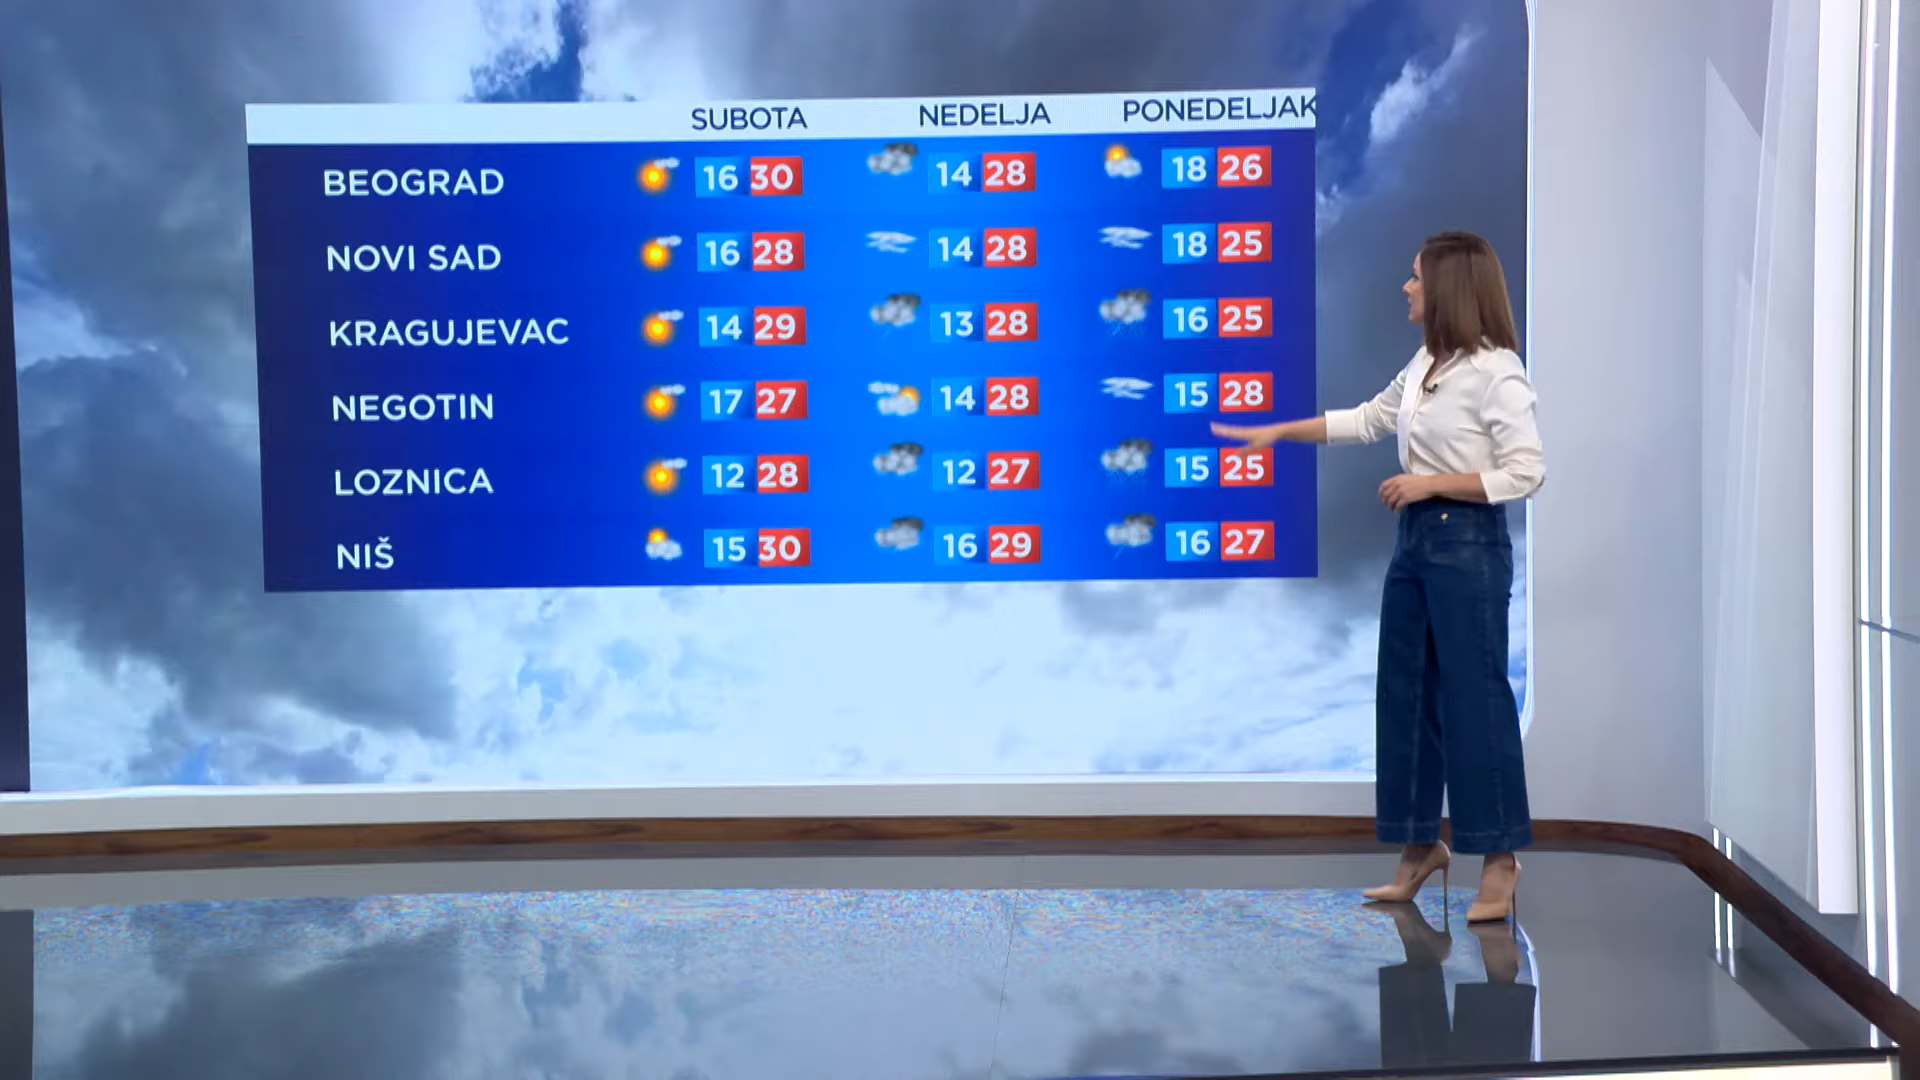 SUBOTA NEDELJA PONEDELJAK
BEOGRAD 16 30 14 28 18 26
NOVI SAD 16 28 14 28 18 25
KRAGUJEVAC 14 29 13 28 16 25
NEGOTIN 17 27 14 28 15 28
LOZNICA 12 28 12 27 15 25
NIŠ 15 30 16 29 16 27